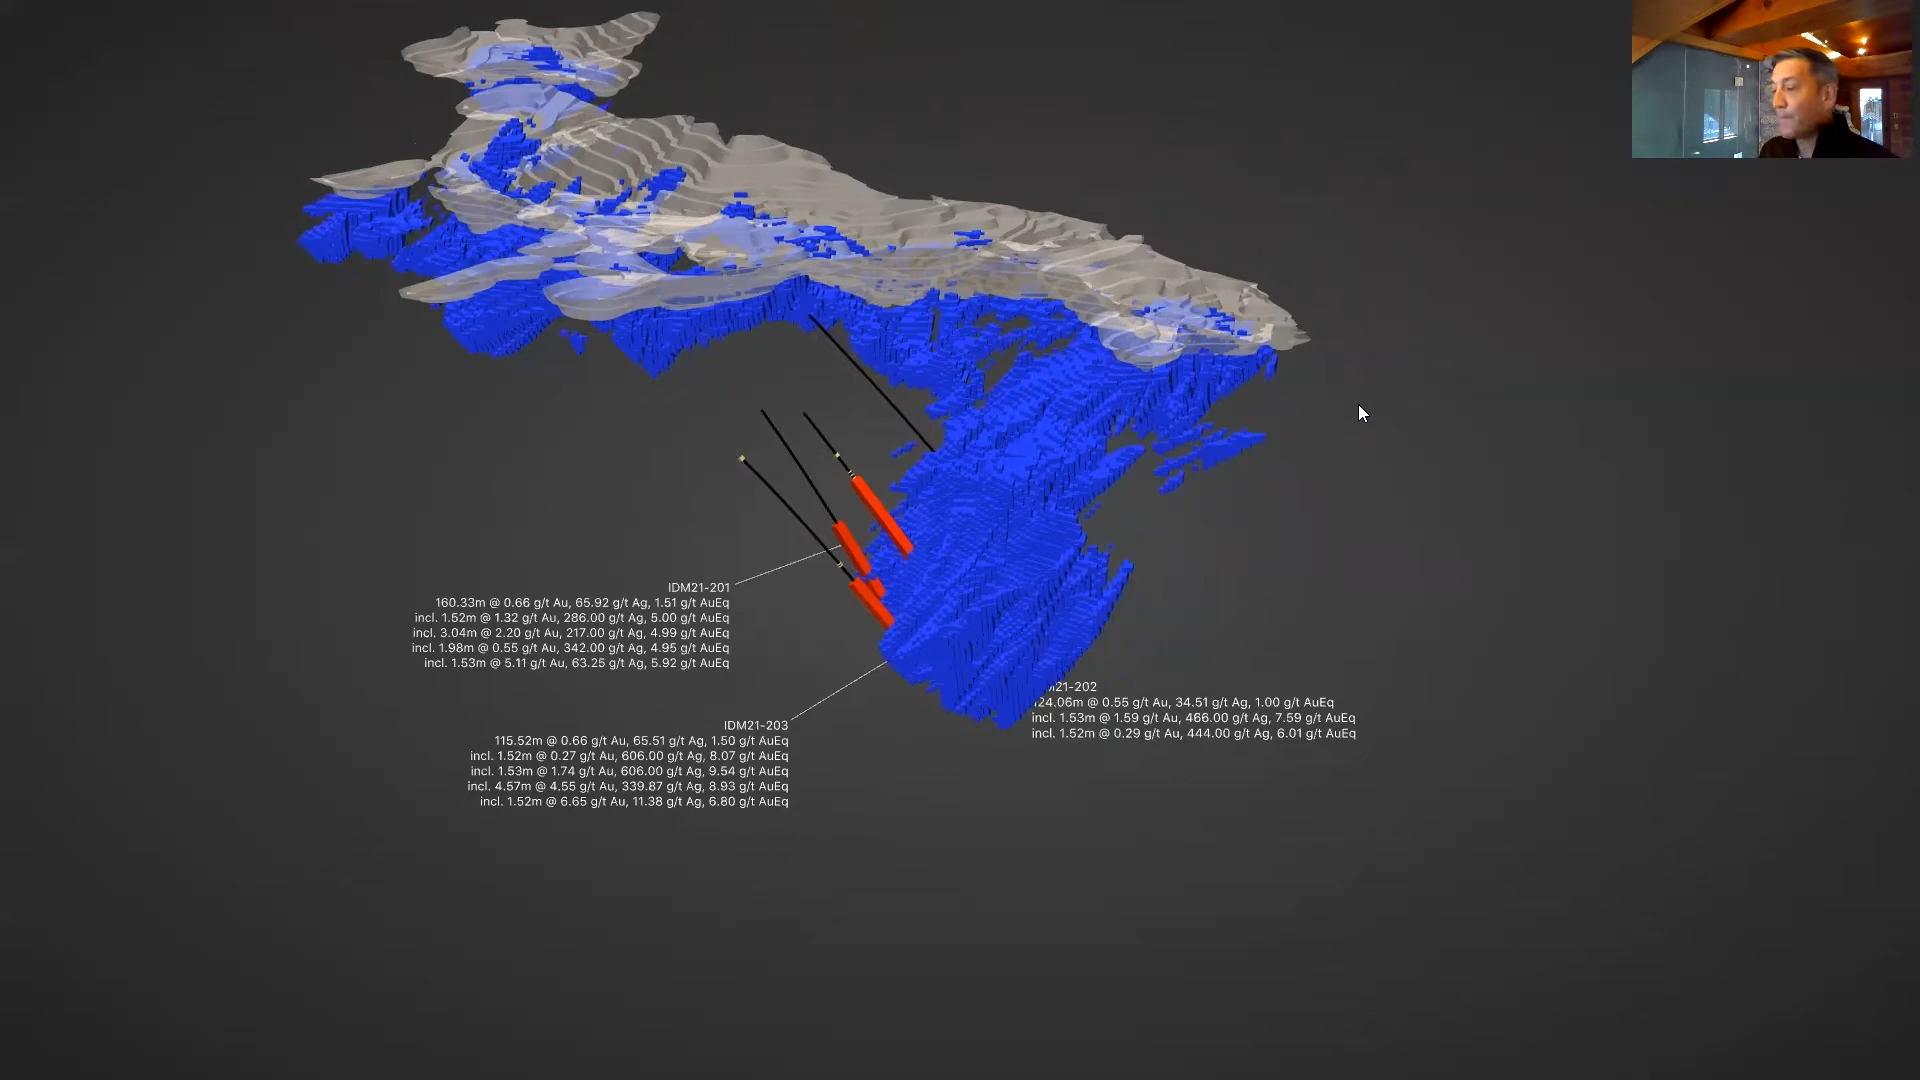 IDM21-201
160.33m @ 0.66 g/t Au, 65.92 g/t Ag, 1.51 g/t AuEq
incl. 1.52m @ 1.32 g/t Au, 286.00 g/t Ag, 5.00 g/t AuEq
incl. 3.04m @ 2.20 g/t Au, 217.00 g/t Ag, 4.99 g/t AuEq
incl. 1.98m @ 0.55 g/t Au, 342.00 g/t Ag, 4.95 g/t AuEq
incl. 1.53m @ 5.11 g/t Au, 63.25 g/t Ag, 5.92 g/t AuEq
IDM21-203
115.52m @ 0.66 g/t Au, 65.51 g/t Ag, 1.50 g/t AuEq
incl. 1.52m @ 0.27 g/t Au, 606.00 g/t Ag, 8.07 g/t AuEq
incl. 1.53m @ 1.74 g/t Au, 606.00 g/t Ag, 9.54 g/t AuEq
incl. 4.57m @ 4.55 g/t Au, 339.87 g/t Ag, 8.93 g/t AuEq
incl. 1.52m @ 6.65 g/t Au, 11.38 g/t Ag, 6.80 g/t AuEq
21-202
24.06m @ 0.55 g/t Au, 34.51 g/t Ag, 1.00 g/t AuEq
incl. 1.53m @ 1.59 g/t Au, 466.00 g/t Ag, 7.59 g/t AuEq
incl. 1.52m @ 0.29 g/t Au, 444.00 g/t Ag, 6.01 g/t AuEq